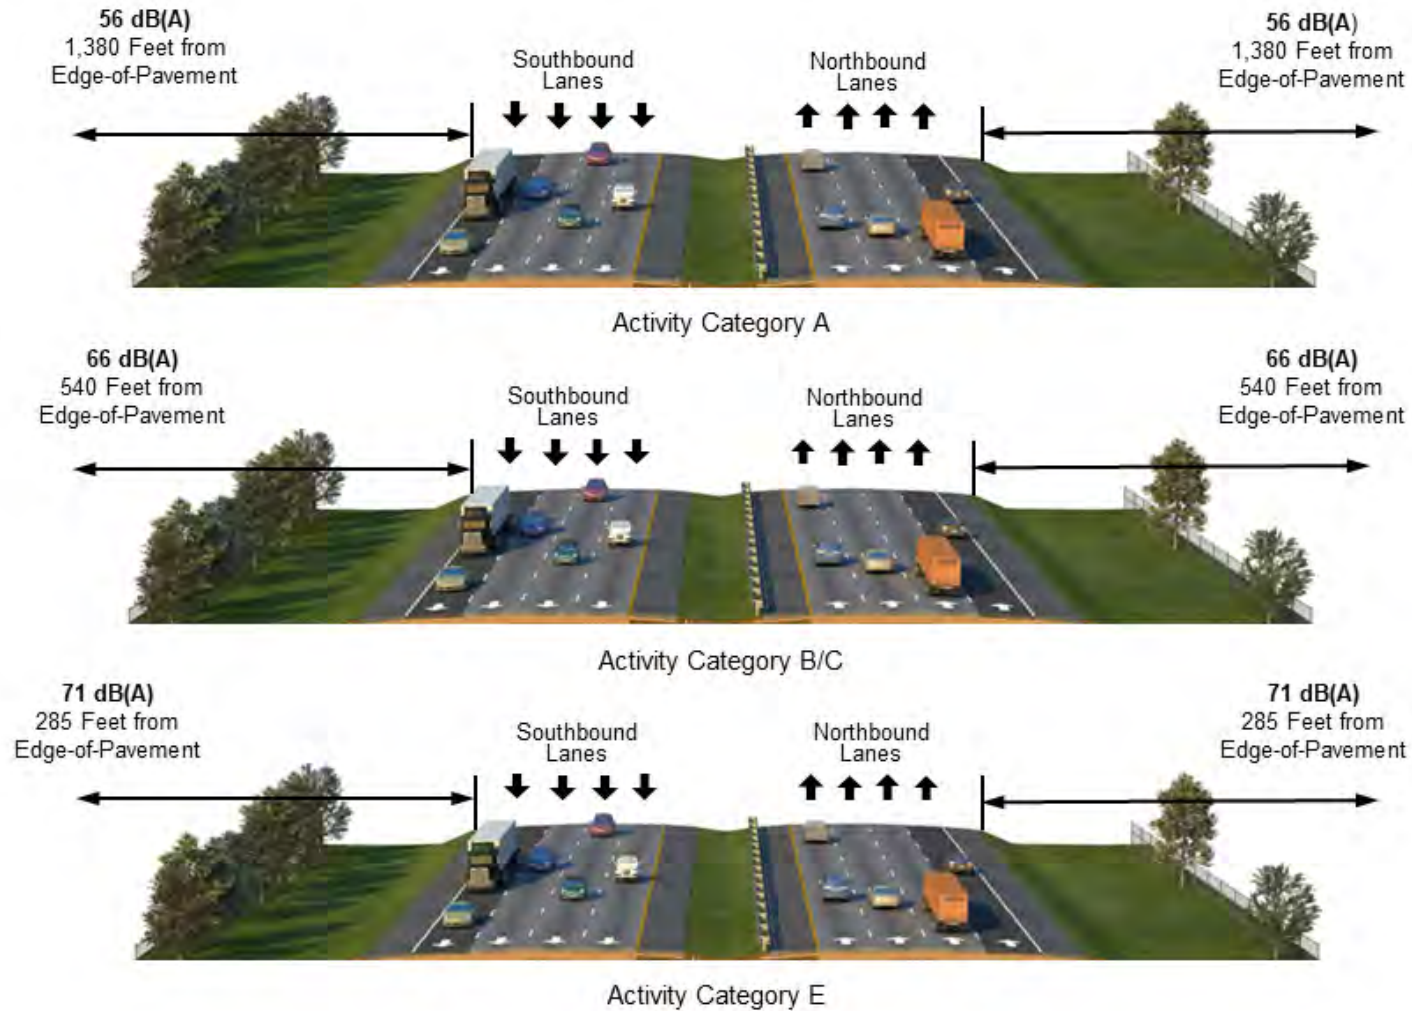 56 dB(A)
1,380 Feet from
Edge-of-Pavement
Southbound
Lanes
Northbound
Lanes
56 dB(A)
1,380 Feet from
Edge-of-Pavement
Activity Category A
66 dB(A)
540 Feet from
Edge-of-Pavement
Southbound
Lanes
Northbound
Lanes
66 dB(A)
540 Feet from
Edge-of-Pavement
Activity Category B/C
71 dB(A)
285 Feet from
Edge-of-Pavement
Southbound
Lanes
Northbound
Lanes
71 dB(A)
285 Feet from
Edge-of-Pavement
Activity Category E